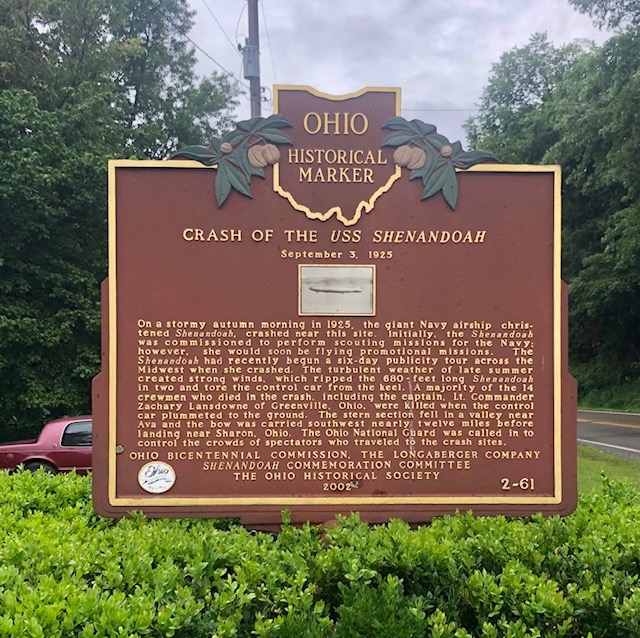 OHIO
HISTORICAL
MARKER
CRASH OF THE USS SHENANDOAH
September 3, 1925
On a stormy autumn morning in 1925, the giant Navy airship chris-
tened Shenandoah, crashed near this site. Initially, the Shenandoah
was commissioned to perform scouting missions for the Navy;
however, she would soon be flying promotional missions. The
Shenandoah had recently begun a six-day publicity tour across the
Midwest when she crashed. The turbulent weather of late summer
created strong winds, which ripped the 680-feet long Shenandoah
in two and tore the control car from the keel. A majority of the 14
crewmen who died in the crash, including the captain, Lt. Commander
Zachary Lansdowne of Greenville, Ohio, were killed when the control
car plummeted to the ground. The stern section fell in a valley near
Ava and the bow was carried southwest nearly twelve miles before
landing near Sharon, Ohio. The Ohio National Guard was called in to
control the crowds of spectators who traveled to the crash sites.
OHIO BICENTENNIAL COMMISSION, THE LONGABERGER COMPANY
SHENANDOAH COMMEMORATION COMMITTEE
THE OHIO HISTORICAL SOCIETY
2002
2-61
Ohio